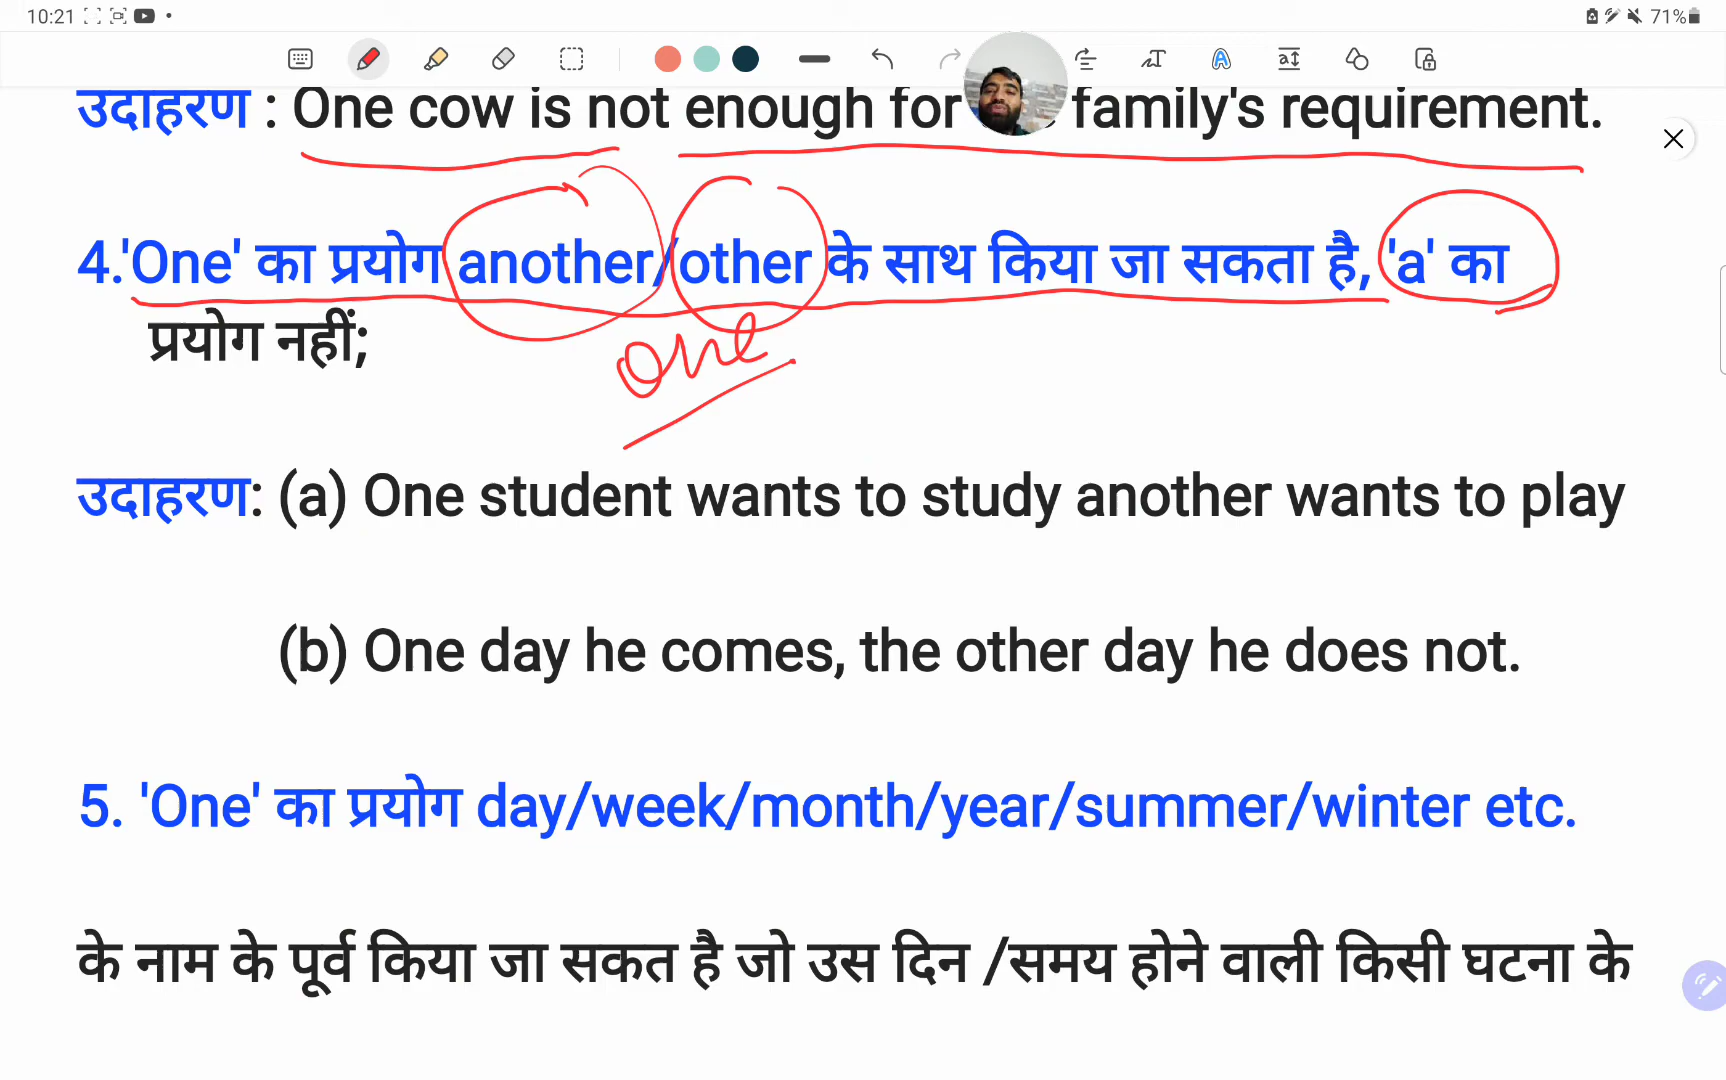 10:21
71%
उदाहरण : One cow is not enough for family's requirement.
4.'One' का प्रयोग another/other के साथ किया जा सकता है, 'a' का
प्रयोग नहीं;
one
उदाहरण: (a) One student wants to study another wants to play
(b) One day he comes, the other day he does not.
5. 'One' का प्रयोग day/week/month/year/summer/winter etc.
के नाम के पूर्व किया जा सकत है जो उस दिन /समय होने वाली किसी घटना के